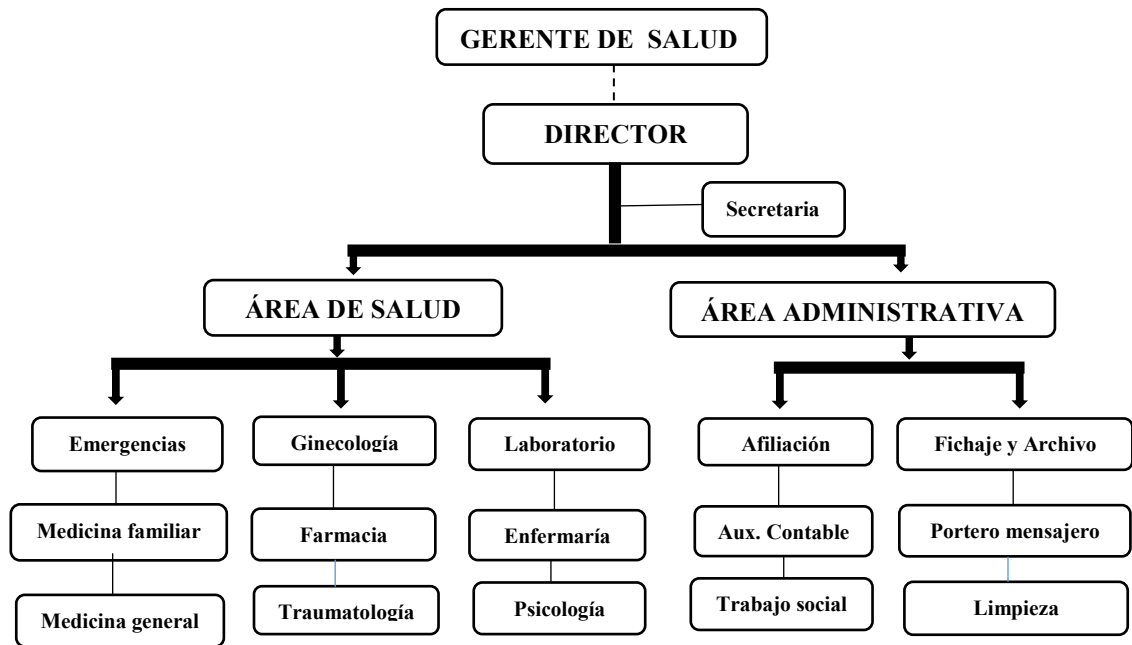 GERENTE DE SALUD
DIRECTOR
Secretaria
ÁREA DE SALUD
ÁREA ADMINISTRATIVA
Emergencias
Ginecología
Laboratorio
Afiliación
Fichaje y Archivo
Medicina familiar
Farmacia
Enfermaría
Aux. Contable
Portero mensajero
Medicina general
Traumatología
Psicología
Trabajo social
Limpieza